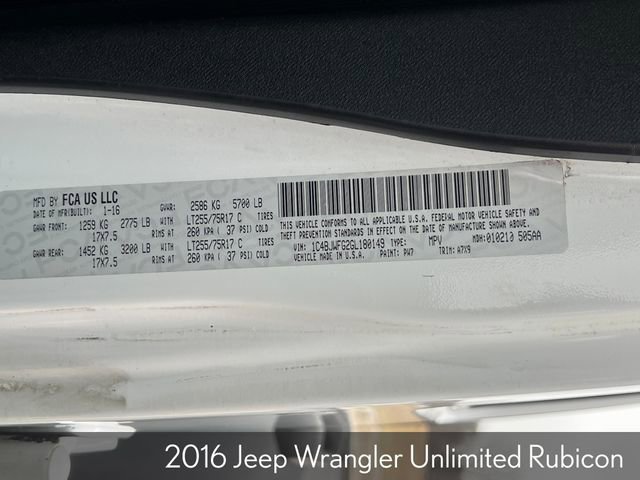 MFD BY FCA US LLC GVWR: 2586 KG 5700 LB
DATE OF MFR(BUILT): 1-16
GAWR FRONT: 1259 KG 2775 LB WITH LT255/75R17 C TIRES
17X7.5 RIMS AT 260 KPA ( 37 PSI) COLD
GAWR REAR: 1452 KG 3200 LB WITH LT255/75R17 C TIRES
17X7.5 RIMS AT 260 KPA ( 37 PSI) COLD
THIS VEHICLE CONFORMS TO ALL APPLICABLE U.S.A. FEDERAL MOTOR VEHICLE
SAFETY, BUMPER, AND THEFT PREVENTION STANDARDS IN EFFECT ON THE
DATE OF MANUFACTURE SHOWN ABOVE.
VIN: 1C4BJWFG2GL180149 TYPE: MPV MDH: 010210 505AA
VEHICLE MADE IN U.S.A. PAINT: PW7 TRIM: A7X9
2016 Jeep Wrangler Unlimited Rubicon